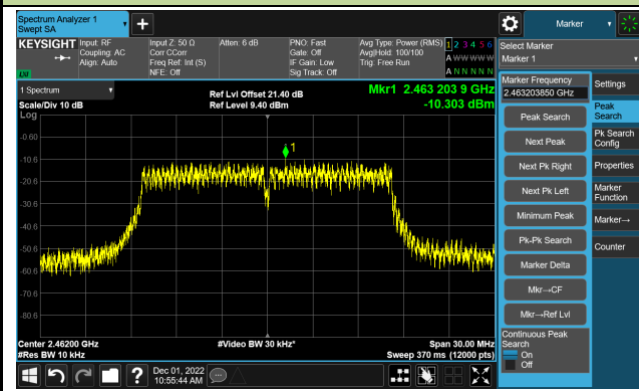 Spectrum Analyzer 1
Swept SA
Marker
KEYSIGHT
Input: RF
Coupling: AC
Align: Auto
Input Z: 50 Ω
Corr CCorr
Freq Ref: Int (S)
NFE: Off
Atten: 6 dB
PNO: Fast
Gate: Off
IF Gain: Low
Sig Track: Off
Avg Type: Power (RMS)
Avg|Hold: 100/100
Trig: Free Run
1 2 3 4 5 6
A W W W W W
A N N N N N
LXI
Select Marker
Marker 1
1 Spectrum
Scale/Div 10 dB
Log
Ref Lvl Offset 21.40 dB
Ref Level 9.40 dBm
Mkr1 2.463 203 9 GHz
-10.303 dBm
1
-0.60
-10.6
-20.6
-30.6
-40.6
-50.6
-60.6
-70.6
-80.6
Center 2.46200 GHz
#Res BW 10 kHz
#Video BW 30 kHz*
Span 30.00 MHz
Sweep 370 ms (12000 pts)
Marker Frequency
2.463203850 GHz
Peak Search
Next Peak
Next Pk Right
Next Pk Left
Minimum Peak
Pk-Pk Search
Marker Delta
Mkr→CF
Mkr→Ref Lvl
Continuous Peak
Search
On
Off
Settings
Peak
Search
Pk Search
Config
Properties
Marker
Function
Marker→
Counter
?
Dec 01, 2022
10:55:44 AM